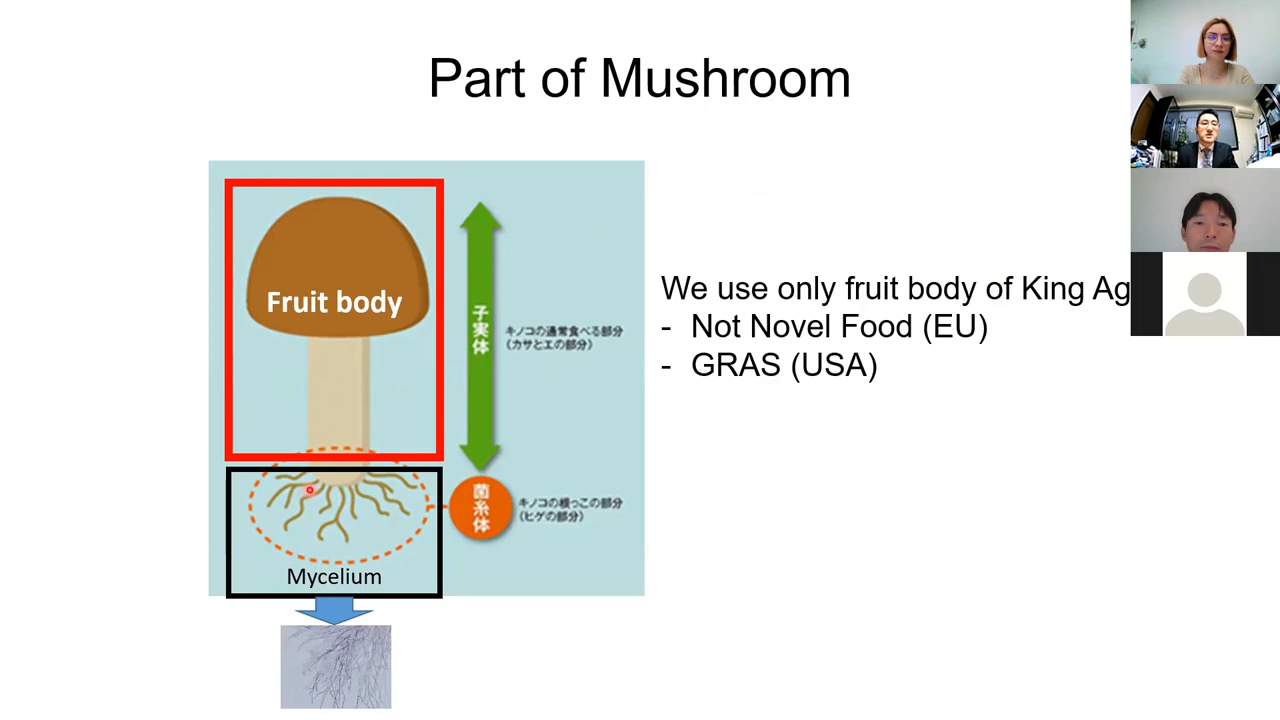 Part of Mushroom
Fruit body
子実体
キノコの通常食べる部分
(カサとエの部分)
We use only fruit body of King Ag
- Not Novel Food (EU)
- GRAS (USA)
菌糸体
キノコの根っこの部分
(ヒゲの部分)
Mycelium